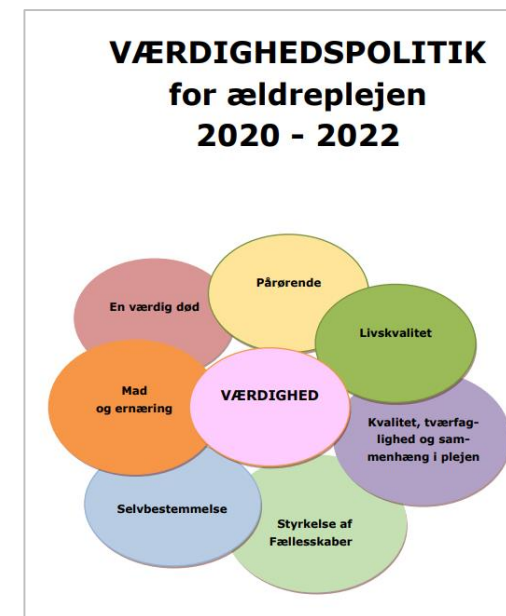 VÆRDIGHEDSPOLITIK
for ældreplejen
2020 - 2022
Pårørende
En værdig død
Livskvalitet
Mad
og ernæring
VÆRDIGHED
Kvalitet, tværfag-
lighed og sam-
menhæng i plejen
Selvbestemmelse
Styrkelse af
Fællesskaber